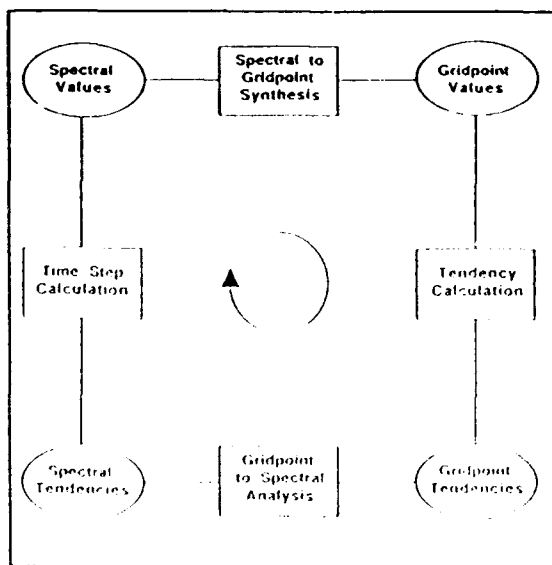 Spectral
Values
Spectral to
Gridpoint
Synthesis
Gridpoint
Values
Time Step
Calculation
Tendency
Calculation
Spectral
Tendencies
Gridpoint
to Spectral
Analysis
Gridpoint
Tendencies